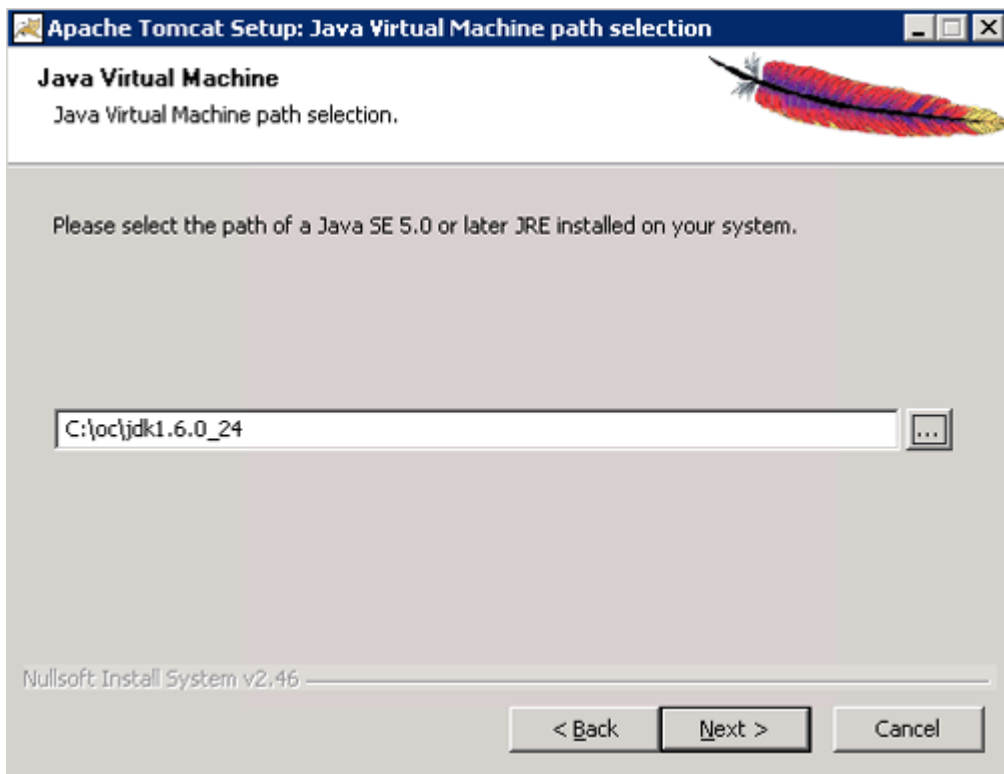 Apache Tomcat Setup: Java Virtual Machine path selection
Java Virtual Machine
Java Virtual Machine path selection.
Please select the path of a Java SE 5.0 or later JRE installed on your system.
C:\oc\jdk1.6.0_24
...
Nullsoft Install System v2.46
< Back
Next >
Cancel